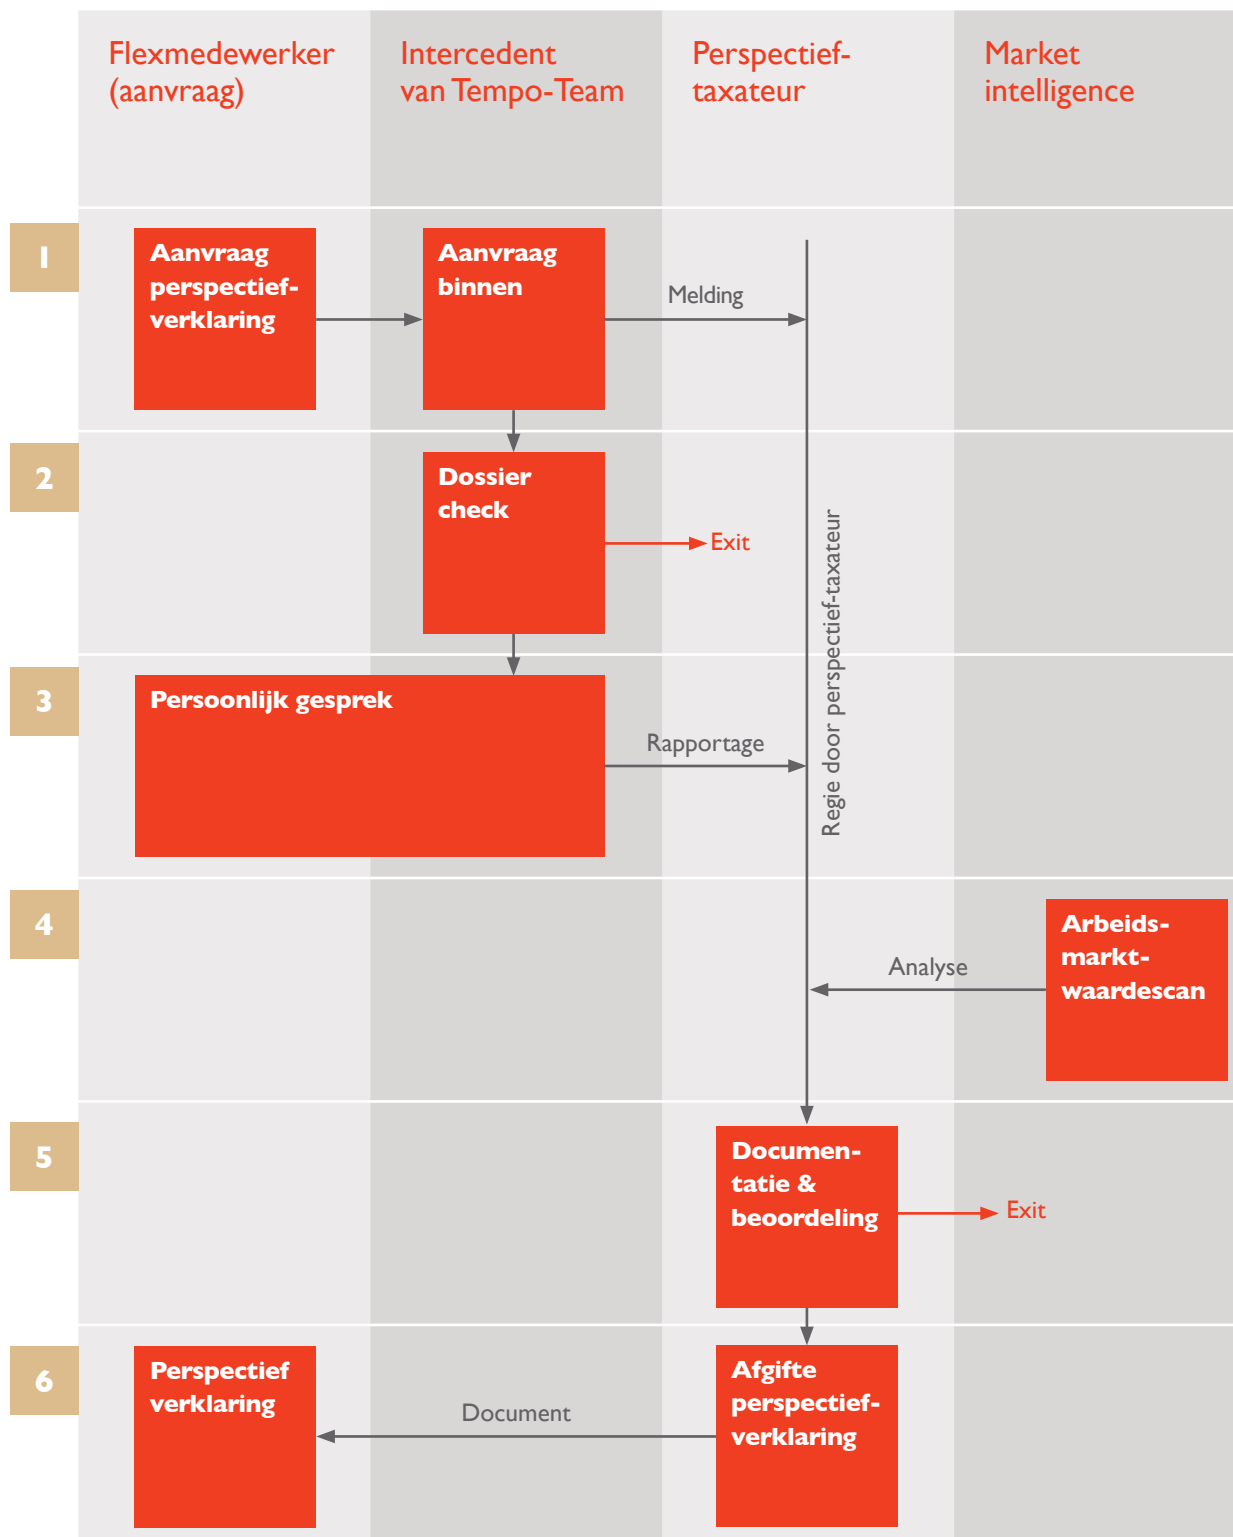 Flexmedewerker
(aanvraag)
Intercedent
van Tempo-Team
Perspectief-
taxateur
Market
intelligence
1
Aanvraag
perspectief-
verklaring
Aanvraag
binnen
Melding
2
Dossier
check
Exit
Regie door perspectief-taxateur
3
Persoonlijk gesprek
Rapportage
4
Analyse
Arbeids-
markt-
waardescan
5
Documen-
tatie &
beoordeling
Exit
6
Perspectief
verklaring
Document
Afgifte
perspectief-
verklaring